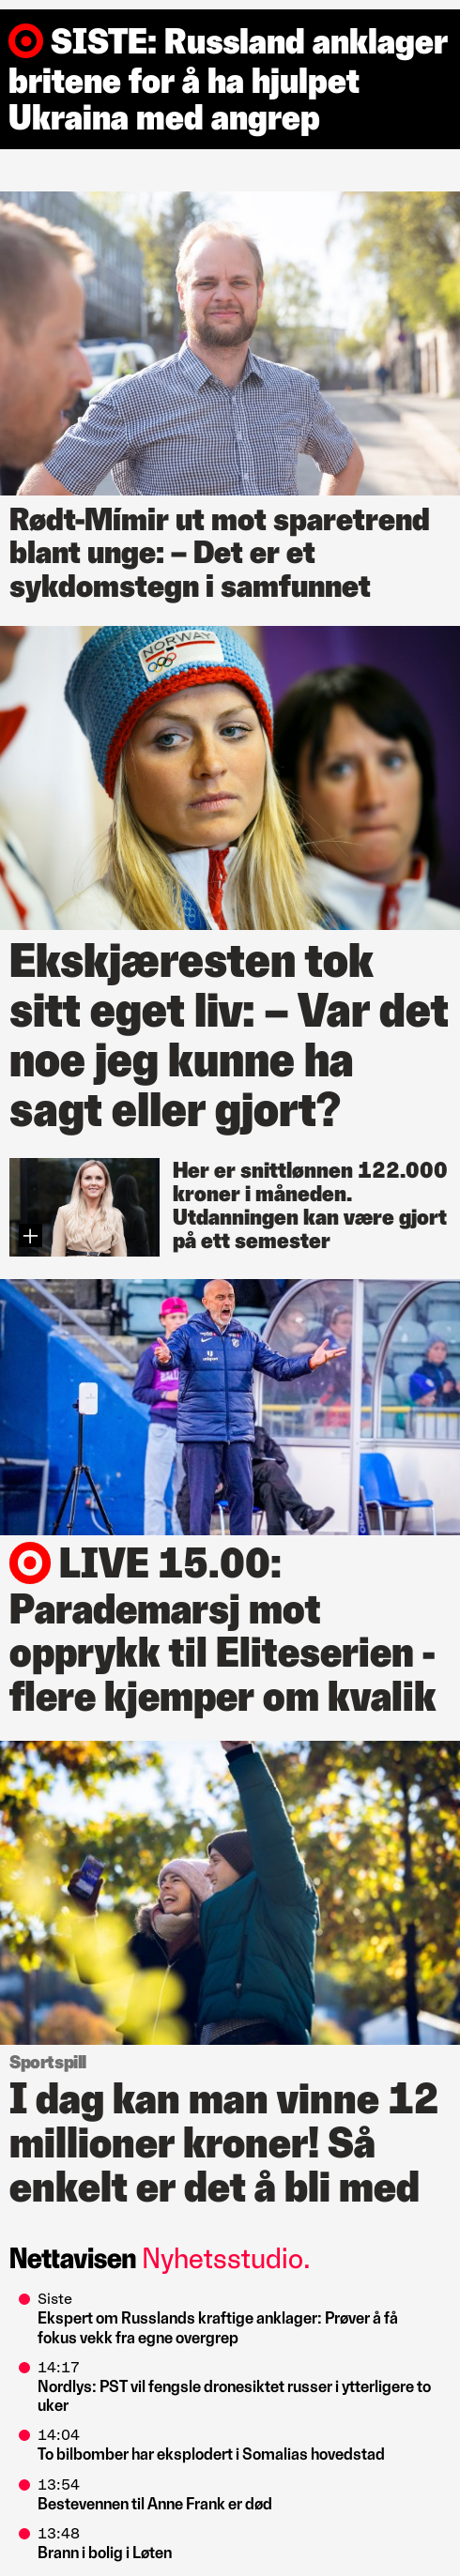 SISTE: Russland anklager
britene for å ha hjulpet
Ukraina med angrep
Rødt-Mímir ut mot sparetrend
blant unge: – Det er et
sykdomstegn i samfunnet
NORWAY
Ekskjæresten tok
sitt eget liv: – Var det
noe jeg kunne ha
sagt eller gjort?
Her er snittlønnen 122.000
kroner i måneden.
Utdanningen kan være gjort
på ett semester
LIVE 15.00:
Parademarsj mot
opprykk til Eliteserien -
flere kjemper om kvalik
Sportspill
I dag kan man vinne 12
millioner kroner! Så
enkelt er det å bli med
Nettavisen Nyhetsstudio.
Siste
Ekspert om Russlands kraftige anklager: Prøver å få
fokus vekk fra egne overgrep
14:17
Nordlys: PST vil fengsle dronesiktet russer i ytterligere to
uker
14:04
To bilbomber har eksplodert i Somalias hovedstad
13:54
Bestevennen til Anne Frank er død
13:48
Brann i bolig i Løten